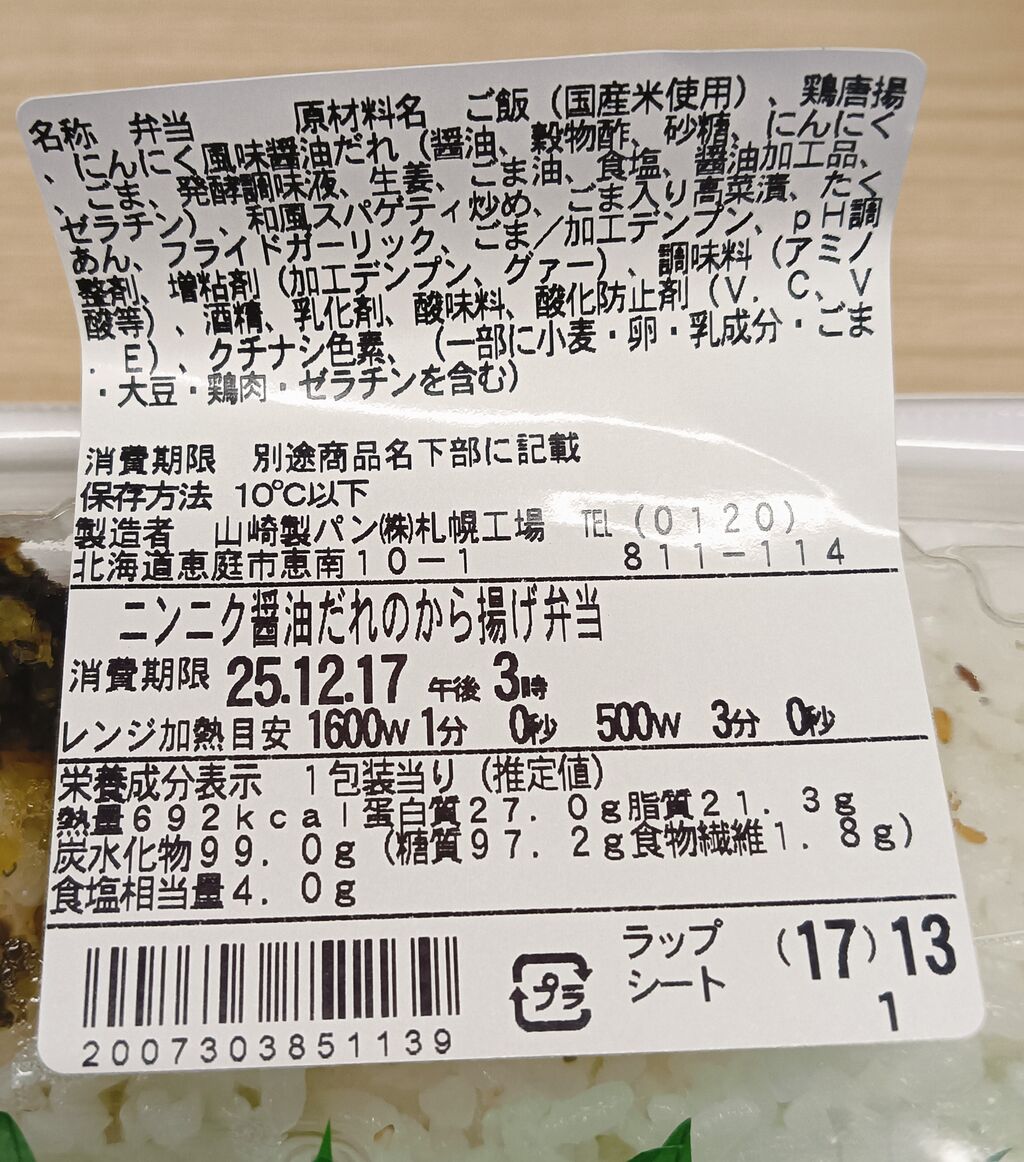 名称 弁当 原材料名 ご飯（国産米使用）、鶏唐揚
、にんにく風味醤油だれ（醤油、穀物酢、砂糖、にんにく
、ごま、発酵調味液、生姜、ごま油、食塩、醤油加工品、
ゼラチン）、和風スパゲティ炒め、ごま入り高菜漬、たく
あん、フライドガーリック、ごま／加工デンプン、ｐＨ調
整剤、増粘剤（加工デンプン、グァー）、調味料（アミノ
酸等）、酒精、乳化剤、酸味料、酸化防止剤（Ｖ．Ｃ、Ｖ
．Ｅ）、クチナシ色素、（一部に小麦・卵・乳成分・ごま
・大豆・鶏肉・ゼラチンを含む）
消費期限 別途商品名下部に記載
保存方法 10℃以下
製造者 山崎製パン㈱札幌工場 TEL（０１２０）
北海道恵庭市恵南１０－１ ８１１－１１４
ニンニク醤油だれのから揚げ弁当
消費期限 25.12.17 午後 3時
レンジ加熱目安 1600W 1分 0秒 500W 3分 0秒
栄養成分表示 １包装当り（推定値）
熱量６９２ｋｃａｌ蛋白質２７．０ｇ脂質２１．３ｇ
炭水化物９９．０ｇ（糖質９７．２ｇ食物繊維１．８ｇ）
食塩相当量４．０ｇ
プラ
ラップ
シート
（17）13
1
2007303851139